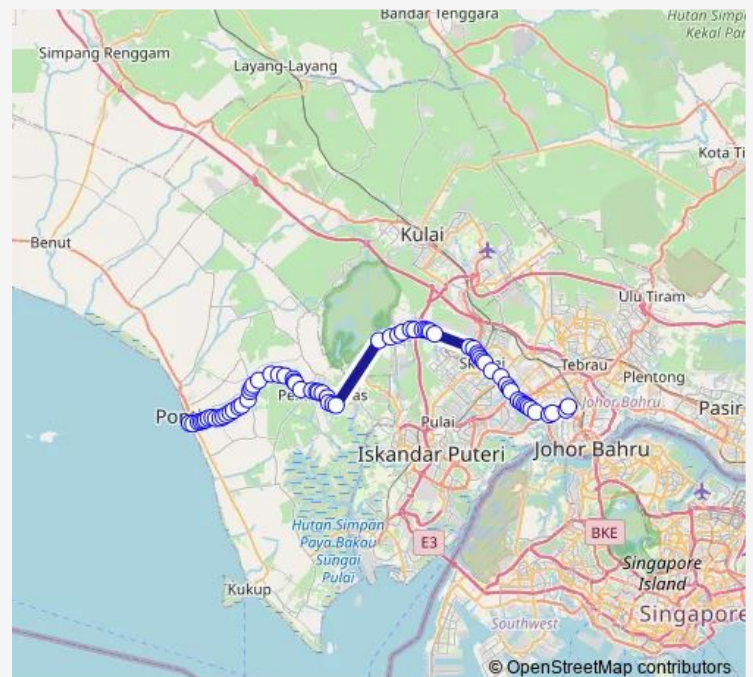 Bandar Tenggara
Hutan Simp
Kekal Par
Simpang Renggam
Layang-Layang
Kota Ti
Kulai
Benut
Ulu Tiram
Tebrau
Plentong
Johor Bahru
Pasir
Pulai
Iskandar Puteri
Johor Bahru
Hutan Simpan
Paya Bakau
Sungai
Pulai
E3
BKE
Singapore
Island
Kukup
Singapore
Southwest
© OpenStreetMap contributors